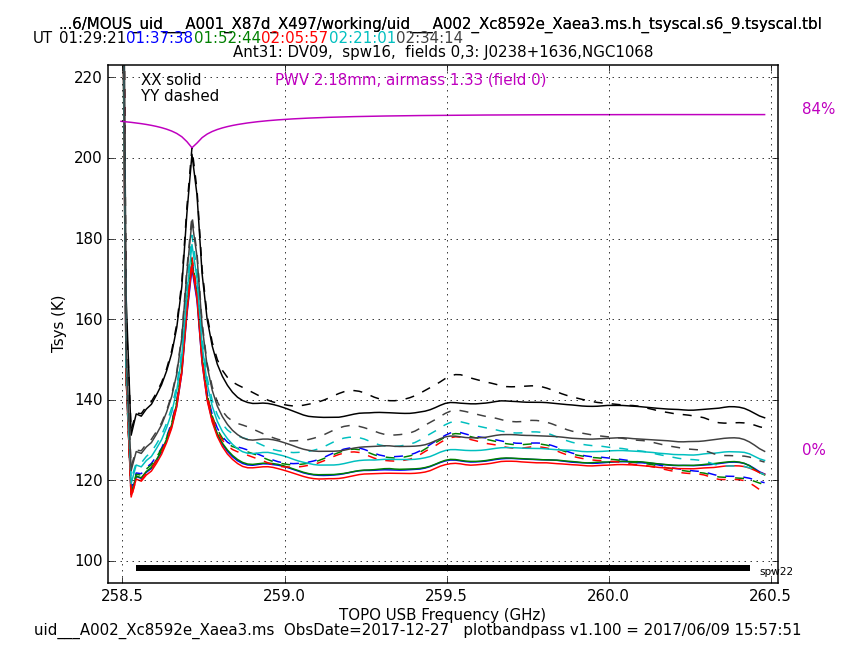 ...6/MOUS_uid___A001_X87d_X497/working/uid___A002_Xc8592e_Xaea3.ms.h_tsyscal.s6_9.tsyscal.tbl
UT 01:29:21 01:37:38 01:52:44 02:05:57 02:21:01 02:34:14
Ant31: DV09, spw16, fields 0,3: J0238+1636,NGC1068
XX solid
YY dashed
PWV 2.18mm, airmass 1.33 (field 0)
84%
0%
220
200
180
160
140
120
100
Tsys (K)
spw22
258.5 259.0 259.5 260.0 260.5
TOPO USB Frequency (GHz)
uid___A002_Xc8592e_Xaea3.ms ObsDate=2017-12-27 plotbandpass v1.100 = 2017/06/09 15:57:51